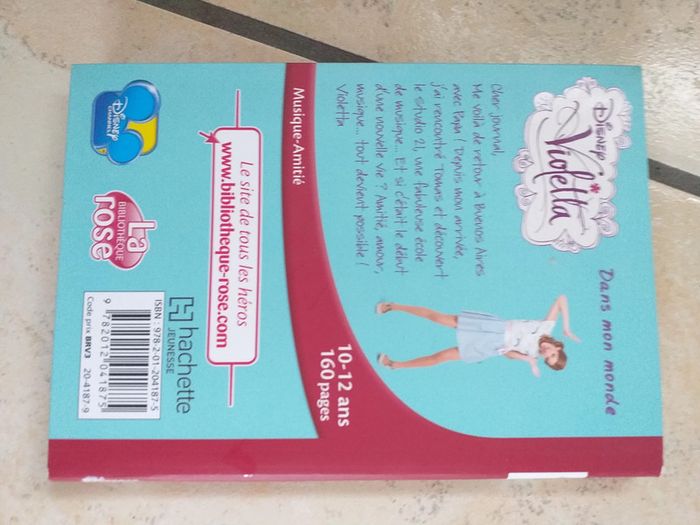 DISNEY
Violetta
Dans mon monde
Cher journal,
Me voilà de retour à Buenos Aires
avec Papa ! Depuis mon arrivée,
j'ai rencontré Tomas et découvert
le Studio 21, une fabuleuse école
de musique... Et si c'était le début
d'une nouvelle vie ? Amitié, amour,
musique... tout devient possible !
Violetta
10-12 ans
160 pages
Musique-Amitié
Le site de tous les héros
www.bibliotheque-rose.com
DISNEY
CHANNEL
La
BIBLIOTHÈQUE
rose
hachette
JEUNESSE
ISBN : 978-2-01-204187-5
9 782012 041875
Code prix BRV3 20-4187-9